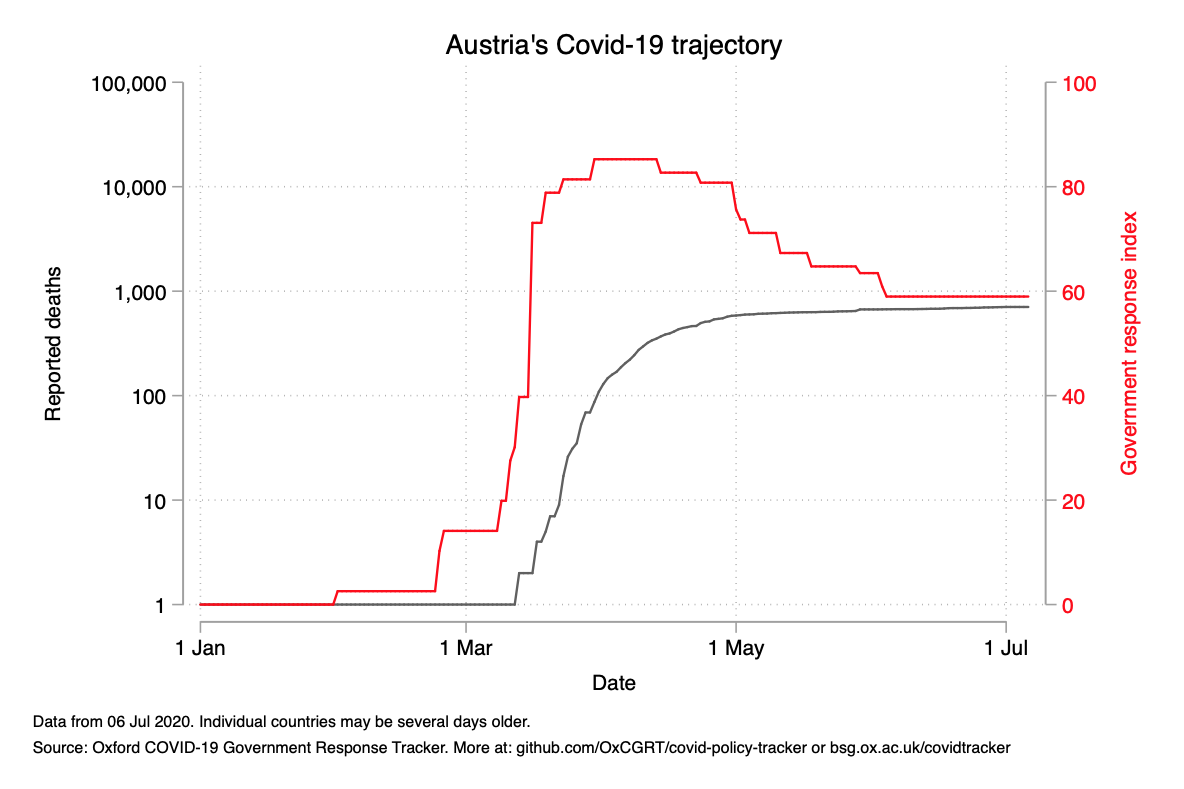 Austria's Covid-19 trajectory
100,000
10,000
1,000
100
10
1
Reported deaths
100
80
60
40
20
0
Government response index
1 Jan 1 Mar 1 May 1 Jul
Date
Data from 06 Jul 2020. Individual countries may be several days older.
Source: Oxford COVID-19 Government Response Tracker. More at: github.com/OxCGRT/covid-policy-tracker or bsg.ox.ac.uk/covidtracker